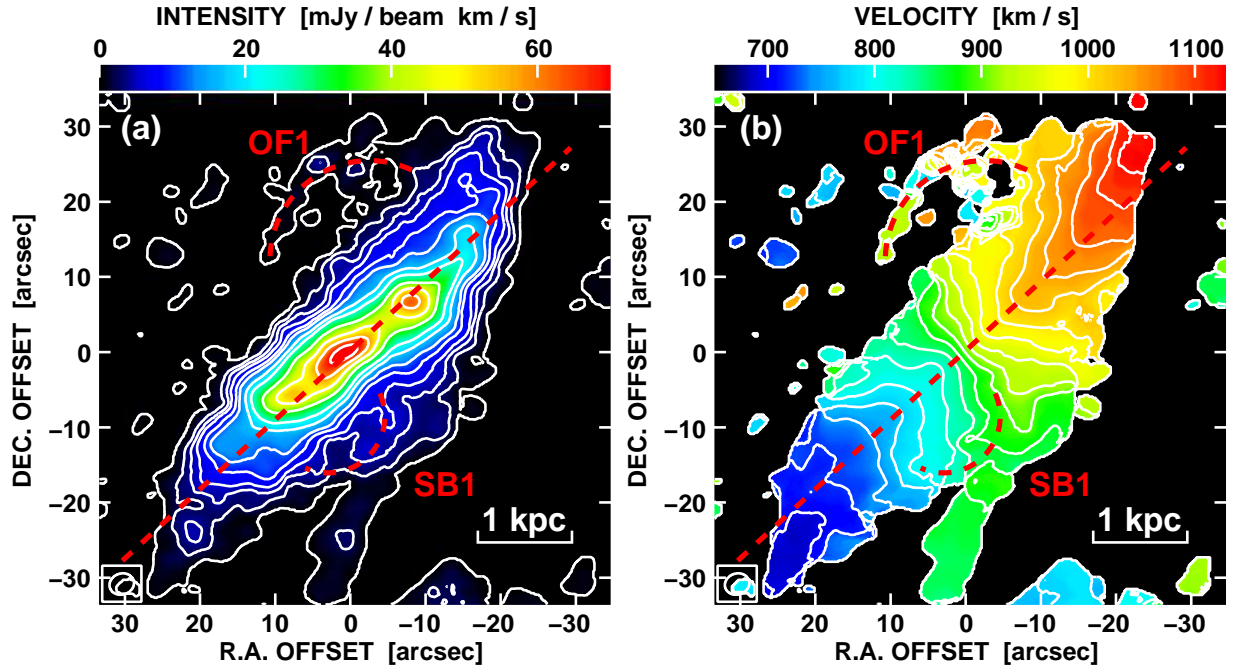 INTENSITY [mJy / beam km / s]
0 20 40 60
(a)
OF1
SB1
1 kpc
30
20
10
0
−10
−20
−30
DEC. OFFSET [arcsec]
30 20 10 0 −10 −20 −30
R.A. OFFSET [arcsec]
VELOCITY [km / s]
700 800 900 1000 1100
(b)
OF1
SB1
1 kpc
30
20
10
0
−10
−20
−30
DEC. OFFSET [arcsec]
30 20 10 0 −10 −20 −30
R.A. OFFSET [arcsec]